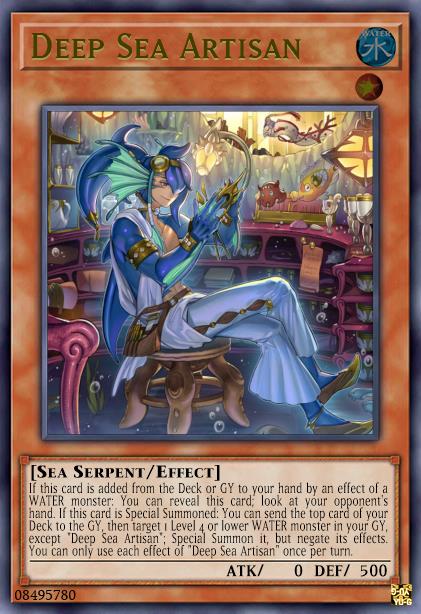 Deep Sea Artisan
WATER
水
[Sea Serpent/Effect]
If this card is added from the Deck or GY to your hand by an effect of a
WATER monster: You can reveal this card; look at your opponent's
hand. If this card is Special Summoned: You can send the top card of your
Deck to the GY, then target 1 Level 4 or lower WATER monster in your GY,
except "Deep Sea Artisan"; Special Summon it, but negate its effects.
You can only use each effect of "Deep Sea Artisan" once per turn.
ATK/ 0 DEF/ 500
08495780